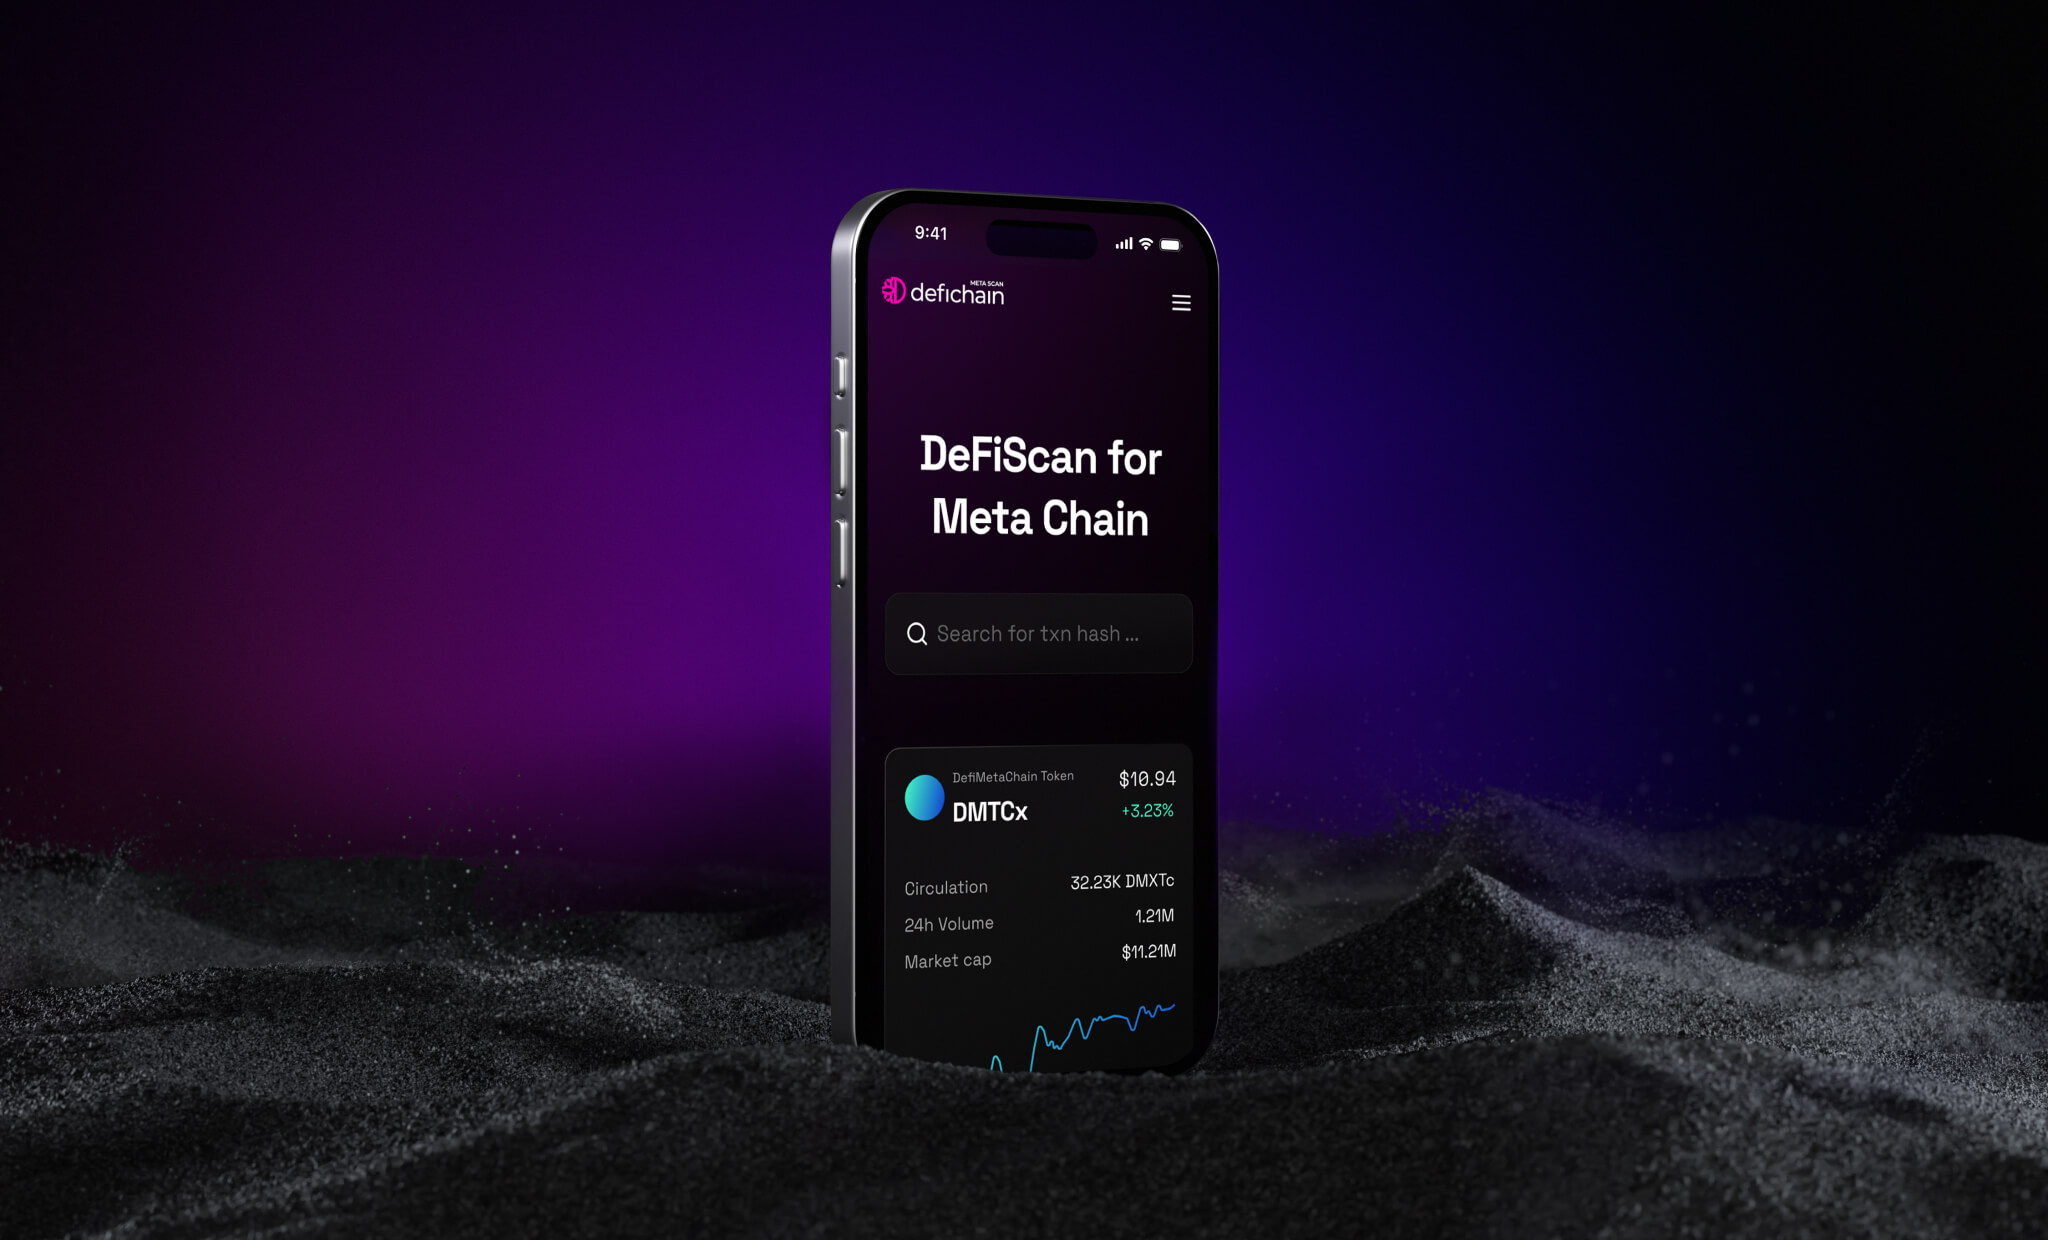 9:41
META SCAN
defichain
DeFiScan for
Meta Chain
Search for txn hash ...
DefiMetaChain Token
$10.94
DMTCx
+3.23%
Circulation
32.23K DMXTc
24h Volume
1.21M
Market cap
$11.21M